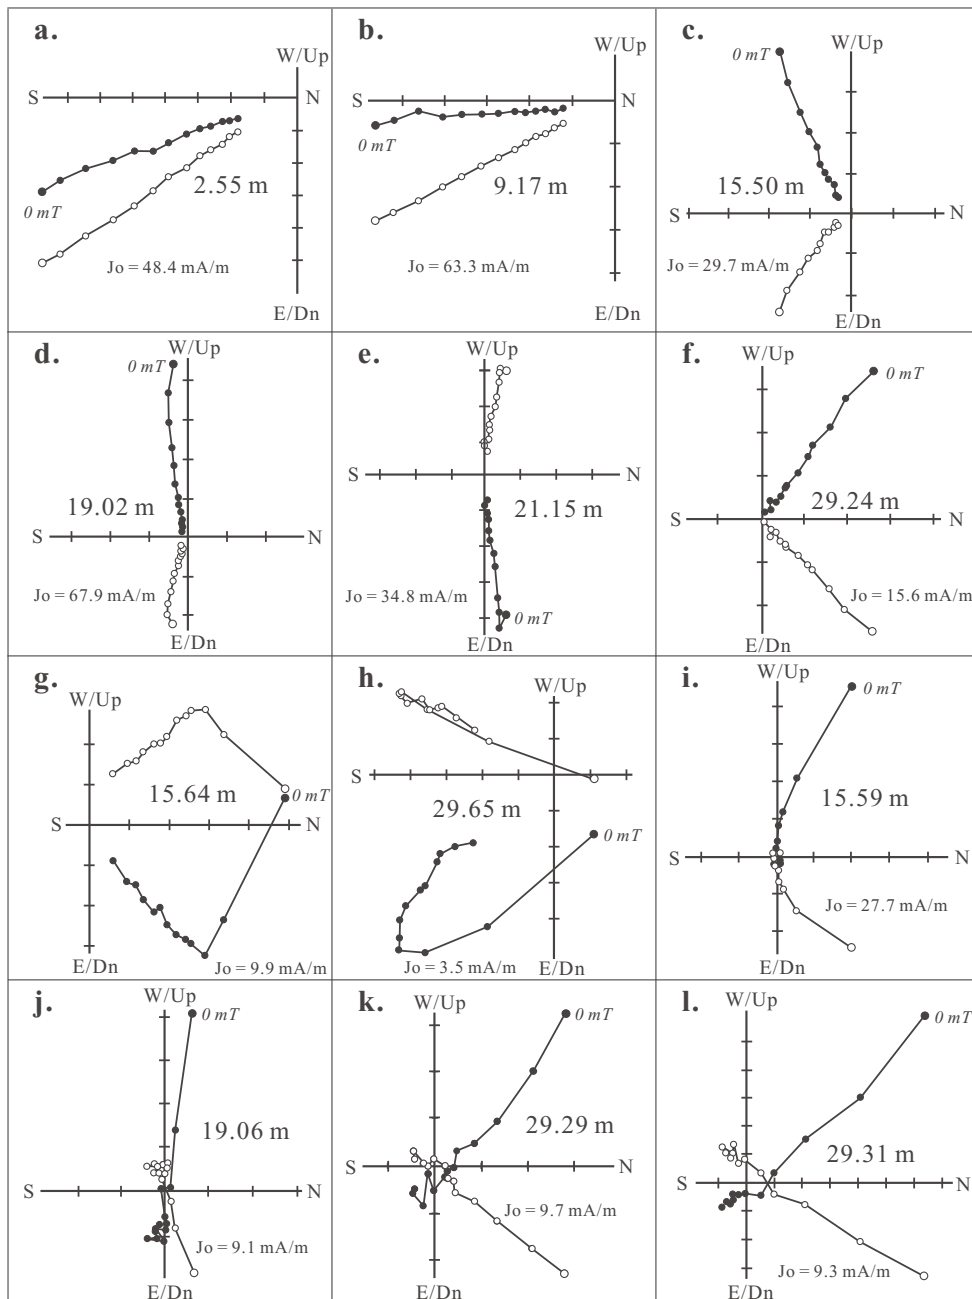 a.
W/Up
S
N
2.55 m
0 mT
Jo = 48.4 mA/m
E/Dn
b.
W/Up
S
N
0 mT
9.17 m
Jo = 63.3 mA/m
E/Dn
c.
W/Up
0 mT
15.50 m
S
N
Jo = 29.7 mA/m
E/Dn
d.
W/Up
0 mT
19.02 m
S
N
Jo = 67.9 mA/m
E/Dn
e.
W/Up
S
N
21.15 m
Jo = 34.8 mA/m
0 mT
E/Dn
f.
W/Up
0 mT
29.24 m
S
N
Jo = 15.6 mA/m
E/Dn
g.
W/Up
15.64 m
0 mT
S
N
E/Dn
Jo = 9.9 mA/m
h.
W/Up
S
N
29.65 m
0 mT
Jo = 3.5 mA/m
E/Dn
i.
W/Up
0 mT
15.59 m
S
N
Jo = 27.7 mA/m
E/Dn
j.
W/Up
0 mT
19.06 m
S
N
Jo = 9.1 mA/m
E/Dn
k.
W/Up
0 mT
29.29 m
S
N
Jo = 9.7 mA/m
E/Dn
l.
W/Up
0 mT
29.31 m
S
N
Jo = 9.3 mA/m
E/Dn